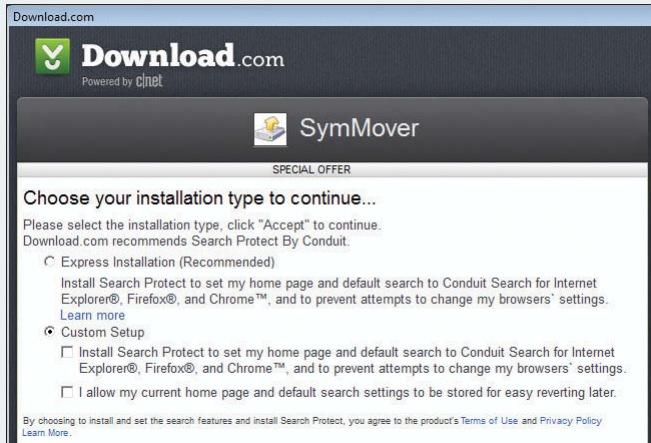 Download.com
Download.com
Powered by c|net
SymMover
SPECIAL OFFER
Choose your installation type to continue...
Please select the installation type, click "Accept" to continue.
Download.com recommends Search Protect By Conduit.
Express Installation (Recommended)
Install Search Protect to set my home page and default search to Conduit Search for Internet
Explorer®, Firefox®, and Chrome™, and to prevent attempts to change my browsers` settings.
Learn more
Custom Setup
Install Search Protect to set my home page and default search to Conduit Search for Internet
Explorer®, Firefox®, and Chrome™, and to prevent attempts to change my browsers` settings.
I allow my current home page and default search settings to be stored for easy reverting later.
By choosing to install and set the search features and install Search Protect, you agree to the product's Terms of Use and Privacy Policy
Learn More.